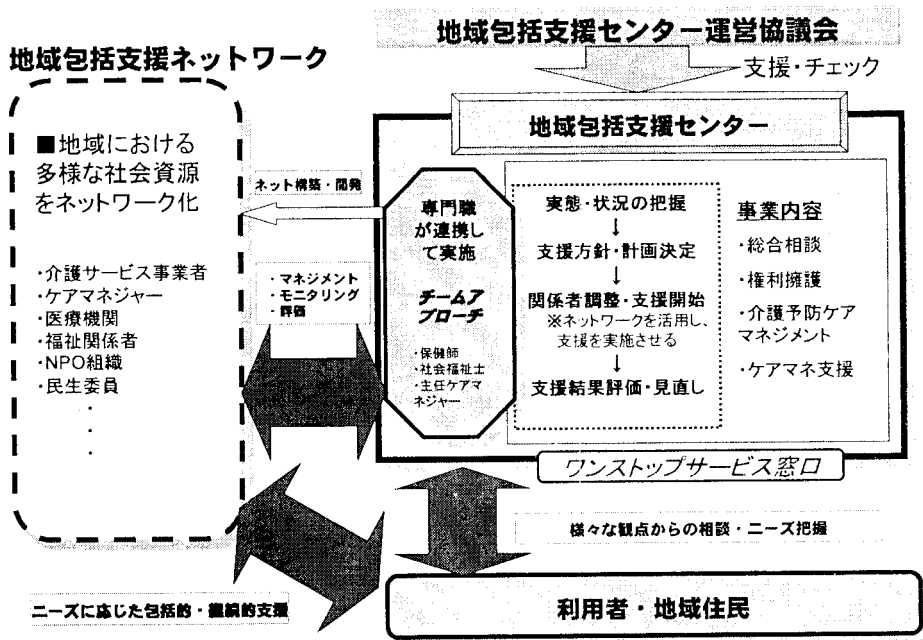 地域包括支援センター運営協議会
地域包括支援ネットワーク
支援・チェック
地域包括支援センター
■地域における
多様な社会資源
をネットワーク化
・介護サービス事業者
・ケアマネジャー
・医療機関
・福祉関係者
・NPO組織
・民生委員
・
・
・
ネット構築・開発
・マネジメント
・モニタリング
・評価
専門職
が連携し
て実施
チームア
プローチ
・保健師
・社会福祉士
・主任ケアマ
ネジャー
実態・状況の把握
↓
支援方針・計画決定
↓
関係者調整・支援開始
※ネットワークを活用し、
支援を実施させる
↓
支援結果評価・見直し
事業内容
・総合相談
・権利擁護
・介護予防ケア
マネジメント
・ケアマネ支援
ワンストップサービス窓口
様々な観点からの相談・ニーズ把握
ニーズに応じた包括的・継続的支援
利用者・地域住民